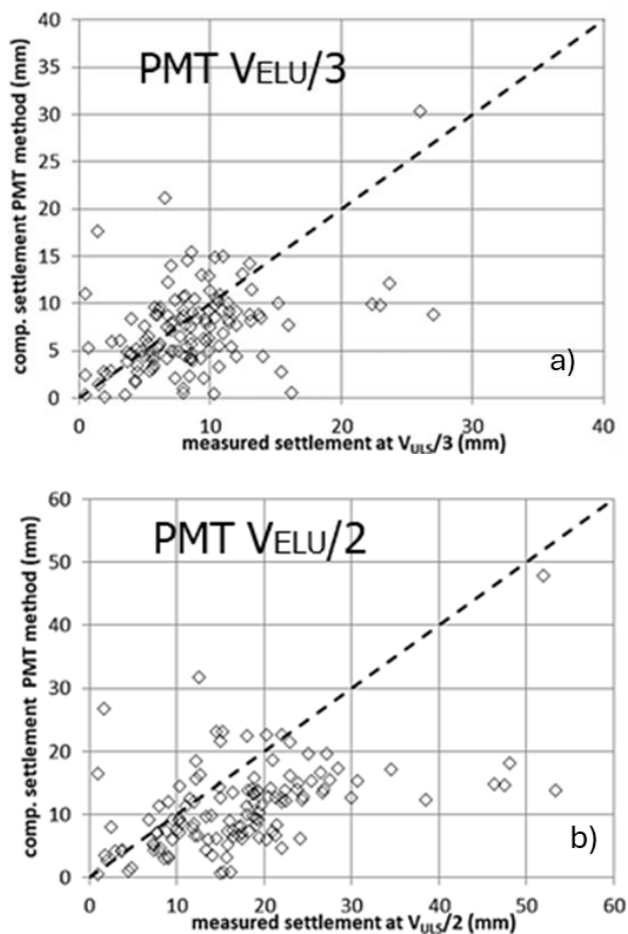 comp. settlement PMT method (mm)
PMT VELU/3
40
35
30
25
20
15
10
5
0
a)
0 10 20 30 40
measured settlement at VULS/3 (mm)
comp. settlement PMT method (mm)
PMT VELU/2
60
50
40
30
20
10
0
b)
0 10 20 30 40 50 60
measured settlement at VULS/2 (mm)